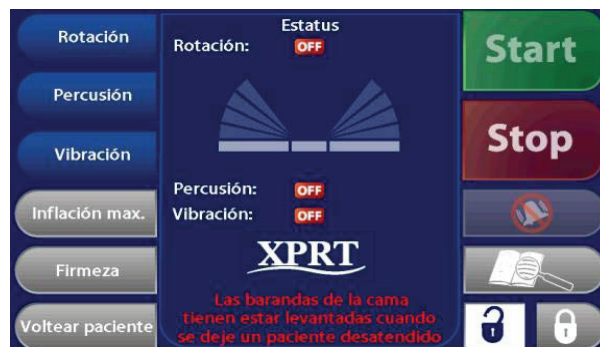 Rotación
Percusión
Vibración
Inflación max.
Firmeza
Voltear paciente
Estatus
Rotación: OFF
Percusión: OFF
Vibración: OFF
XPRT
Las barandas de la cama
tienen estar levantadas cuando
se deje un paciente desatendido
Start
Stop